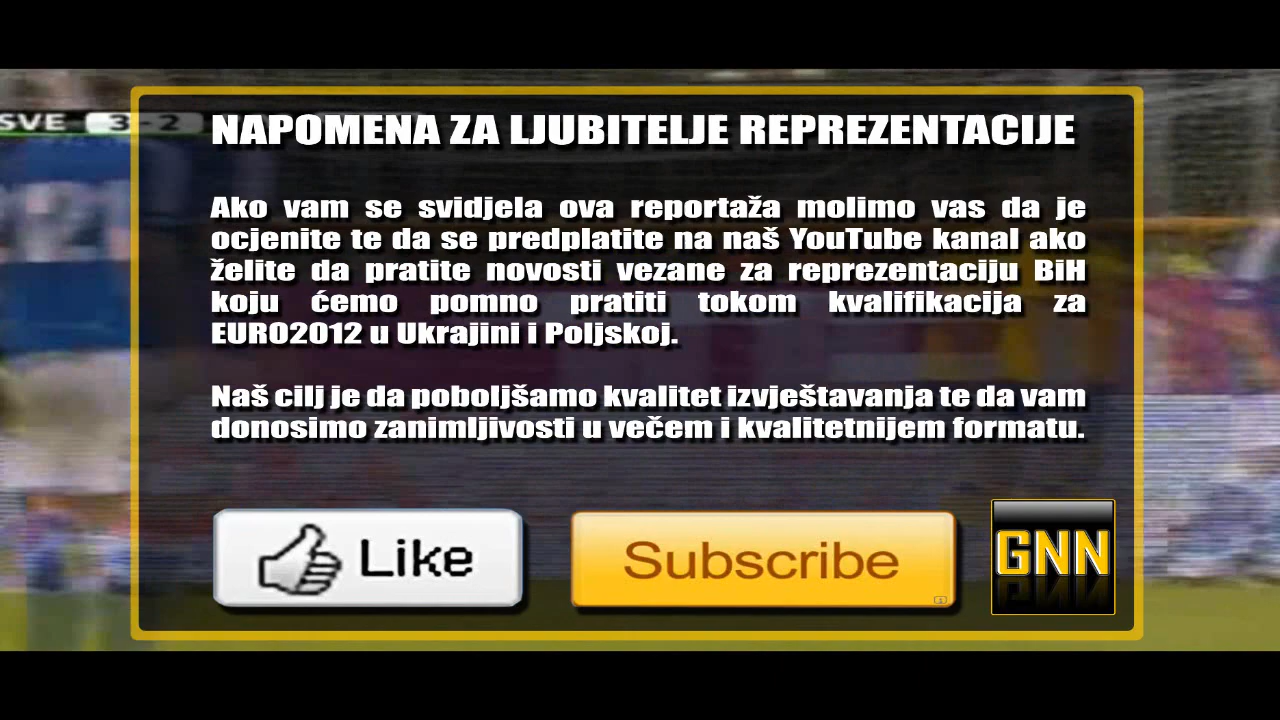 SVE 3-2
NAPOMENA ZA LJUBITELJE REPREZENTACIJE
Ako vam se svidjela ova reportaža molimo vas da je
ocjenite te da se predplatite na naš YouTube kanal ako
želite da pratite novosti vezane za reprezentaciju BiH
koju ćemo pomno pratiti tokom kvalifikacija za
EURO2012 u Ukrajini i Poljskoj.
Naš cilj je da poboljšamo kvalitet izvještavanja te da vam
donosimo zanimljivosti u večem i kvalitetnijem formatu.
Like
Subscribe
GNN